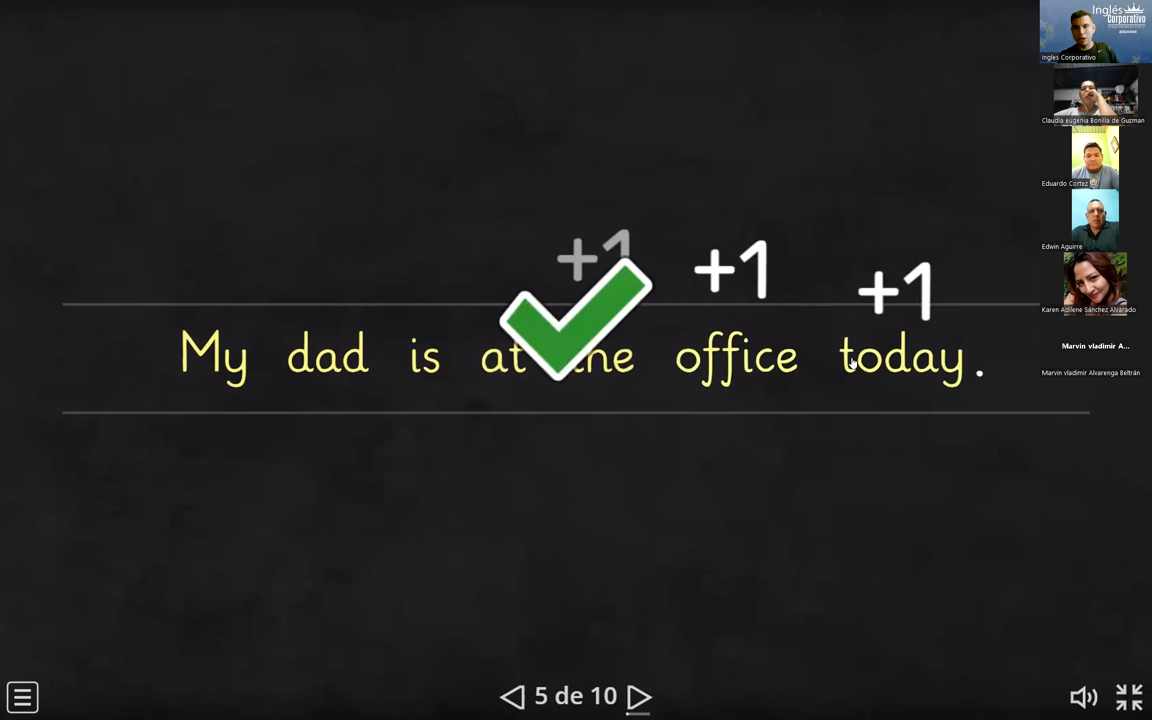 Inglés
Corporativo
BEGINNER
Ingles Corporativo
Claudia eugenia Bonilla de Guzman
Eduardo Cortez
Edwin Aguirre
Karen Adilene Sánchez Alvarado
Marvin vladimir A...
Marvin vladimir Alvarenga Beltrán
+1 +1 +1
My dad is at the office today.
5 de 10